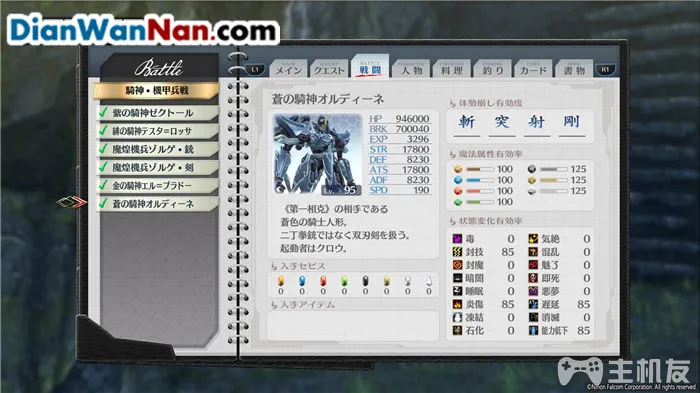 DianWanNan.com
Battle
L1
メイン
クエスト
BATTLE
戦闘
人物
料理
釣り
カード
書物
R1
騎神・機甲兵戦
紫の騎神ゼクトール
緋の騎神テスタ=ロッサ
魔煌機兵ゾルゲ・銃
魔煌機兵ゾルゲ・剣
金の騎神エル=プラドー
蒼の騎神オルディーネ
蒼の騎神オルディーネ
Lv. 95
HP 946000
BRK 700040
EXP 3296
STR 17800
DEF 8230
ATS 17800
ADF 8230
SPD 190
《第一相克》の相手である
蒼色の騎士人形。
二丁拳銃ではなく双刃剣を扱う。
起動者はクロウ。
入手セピス
0 0 0 0 0 0 0 0
入手アイテム
体勢崩し有効度
斬 突 射 剛
魔法属性有効率
100 125
100 125
100 125
100
状態変化有効率
毒 0 気絶 0
封技 85 混乱 0
封魔 0 魅了 0
暗闇 0 即死 0
睡眠 0 悪夢 0
炎傷 85 遅延 85
凍結 0 消滅 0
石化 0 能力低下 85
主机友
©Nihon Falcom Corporation. All rights reserved.